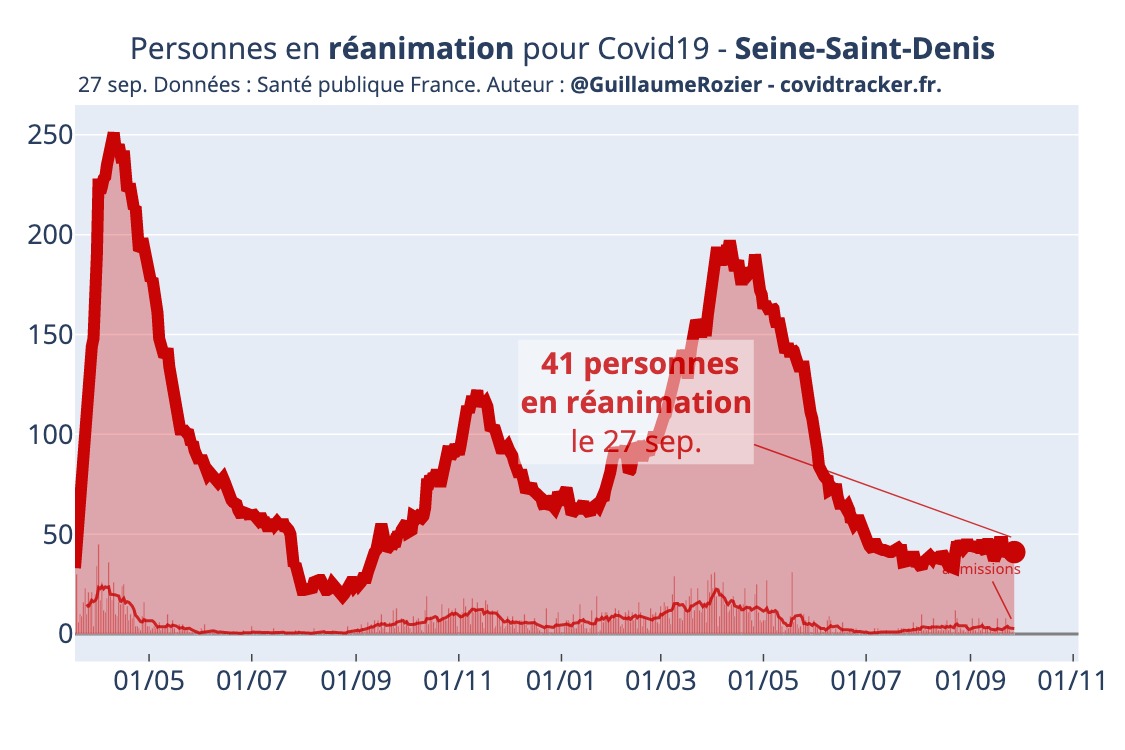 Personnes en réanimation pour Covid19 - Seine-Saint-Denis
27 sep. Données : Santé publique France. Auteur : @GuillaumeRozier - covidtracker.fr.
250
200
150
100
50
0
41 personnes
en réanimation
le 27 sep.
admissions
01/05 01/07 01/09 01/11 01/01 01/03 01/05 01/07 01/09 01/11